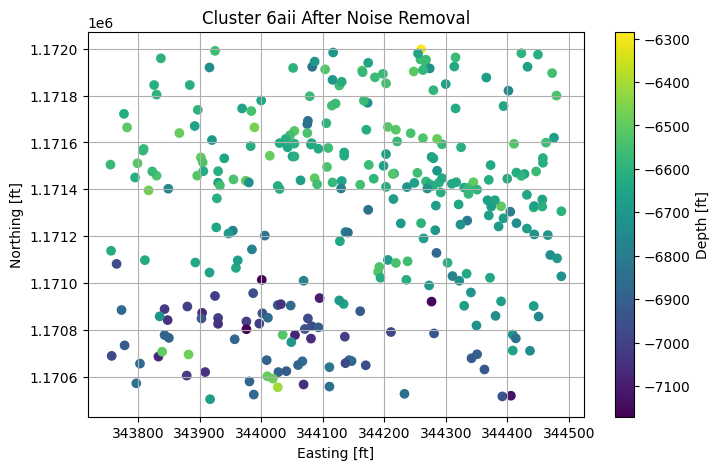 Cluster 6aii After Noise Removal
1e6
1.1720
1.1718
1.1716
1.1714
1.1712
1.1710
1.1708
1.1706
Northing [ft]
343800 343900 344000 344100 344200 344300 344400 344500
Easting [ft]
−6300
−6400
−6500
−6600
−6700
−6800
−6900
−7000
−7100
Depth [ft]